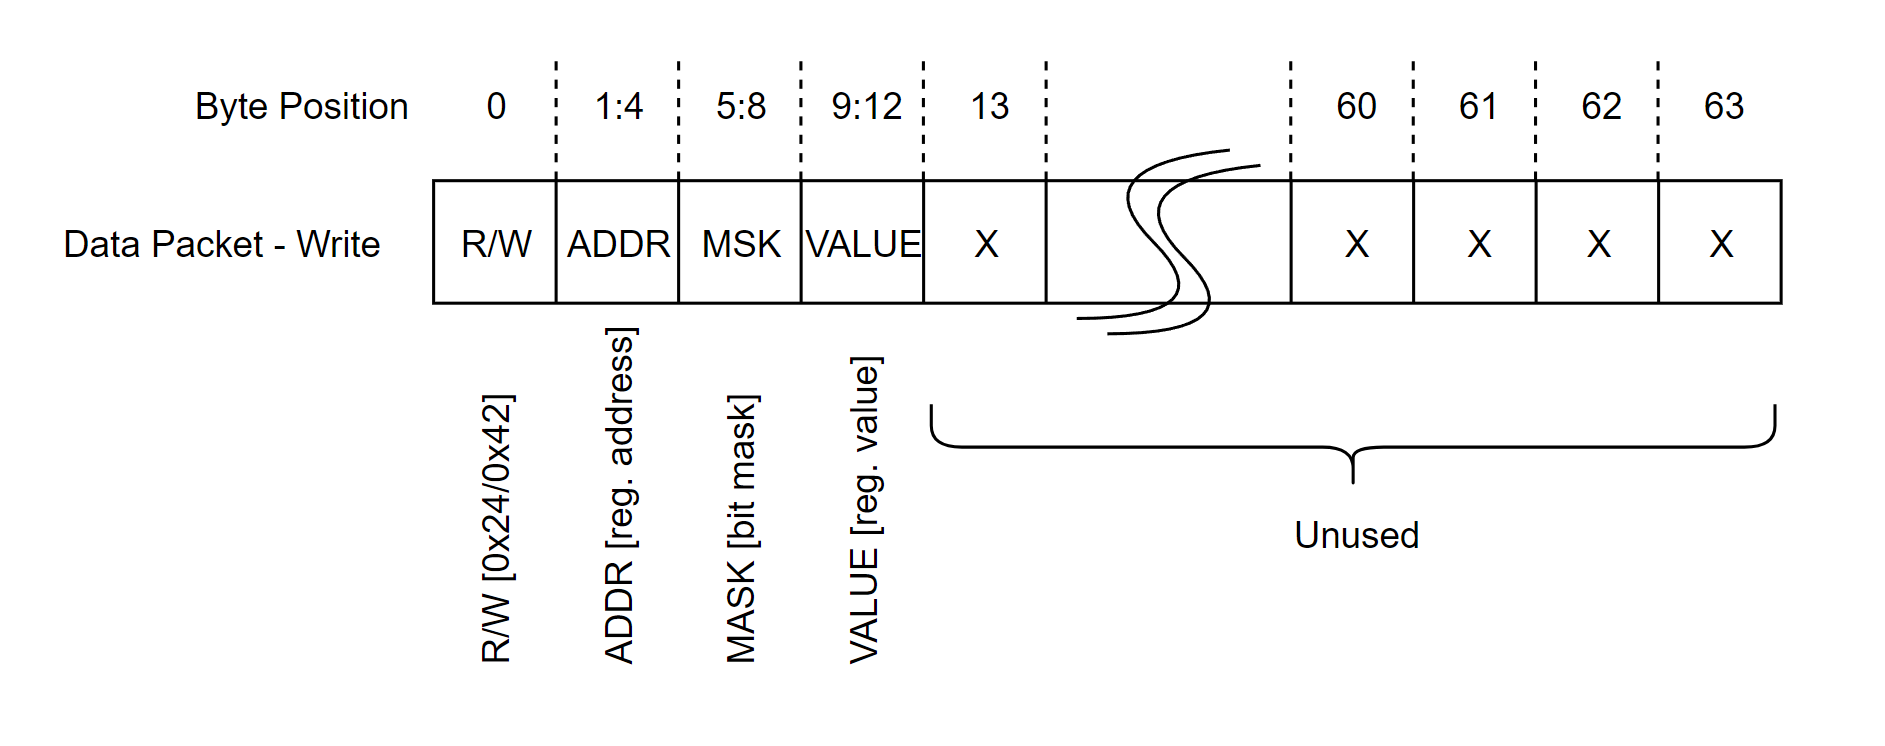 Byte Position 0 1:4 5:8 9:12 13 60 61 62 63
Data Packet - Write R/W ADDR MSK VALUE X X X X X
R/W [0x24/0x42]
ADDR [reg. address]
MASK [bit mask]
VALUE [reg. value]
Unused